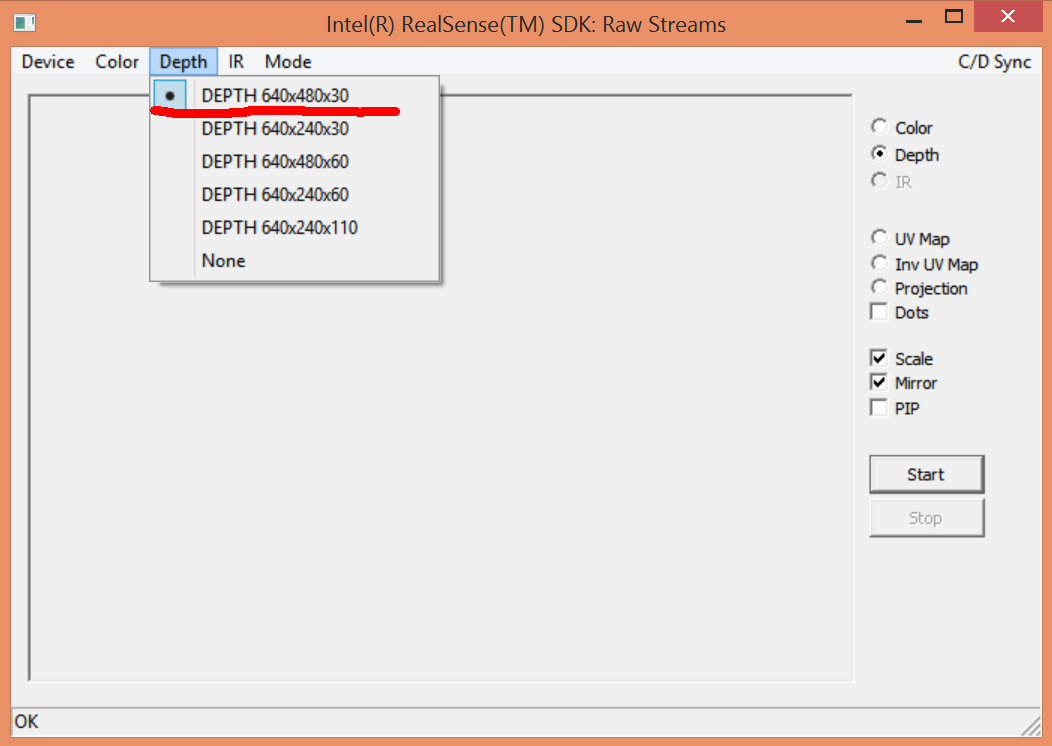 Intel(R) RealSense(TM) SDK: Raw Streams
Device Color Depth IR Mode C/D Sync
DEPTH 640x480x30
DEPTH 640x240x30
DEPTH 640x480x60
DEPTH 640x240x60
DEPTH 640x240x110
None
Color
Depth
IR
UV Map
Inv UV Map
Projection
Dots
Scale
Mirror
PIP
Start
Stop
OK